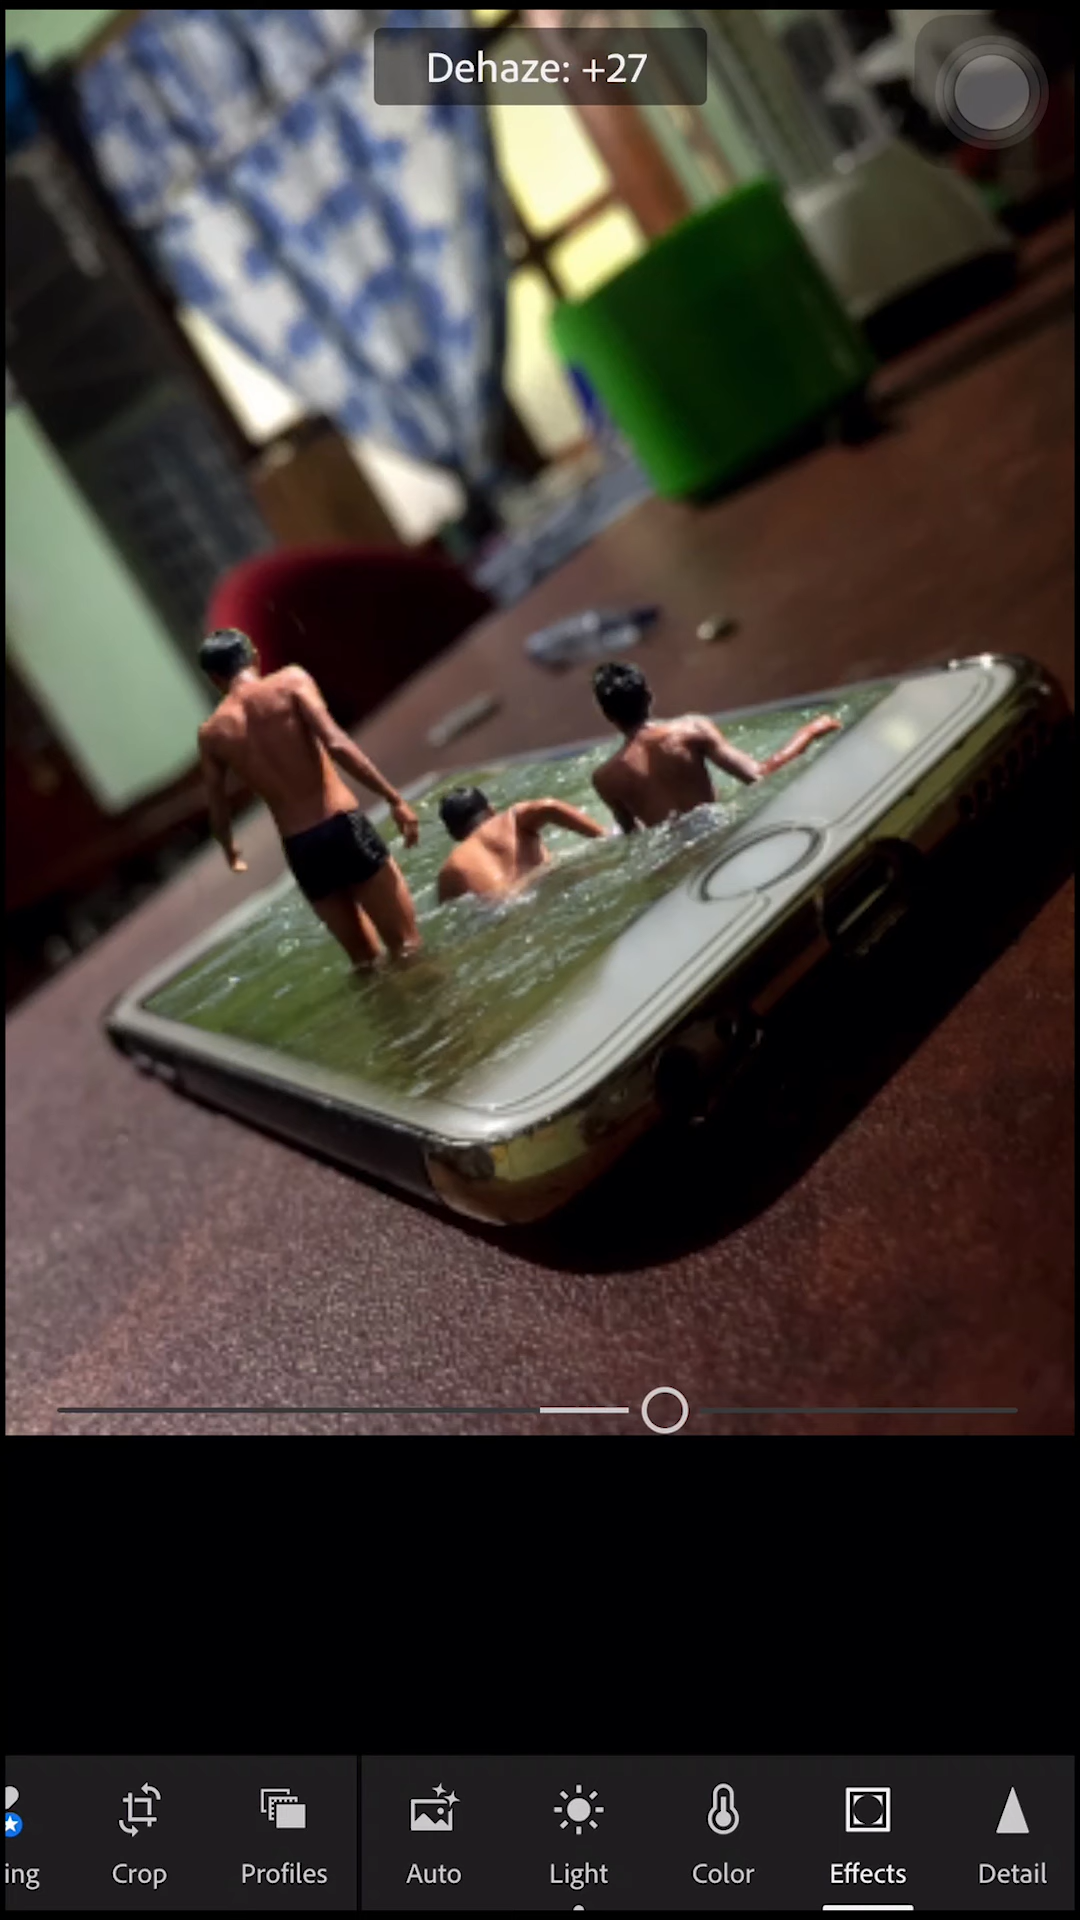 Dehaze: +27
ing
Crop
Profiles
Auto
Light
Color
Effects
Detail